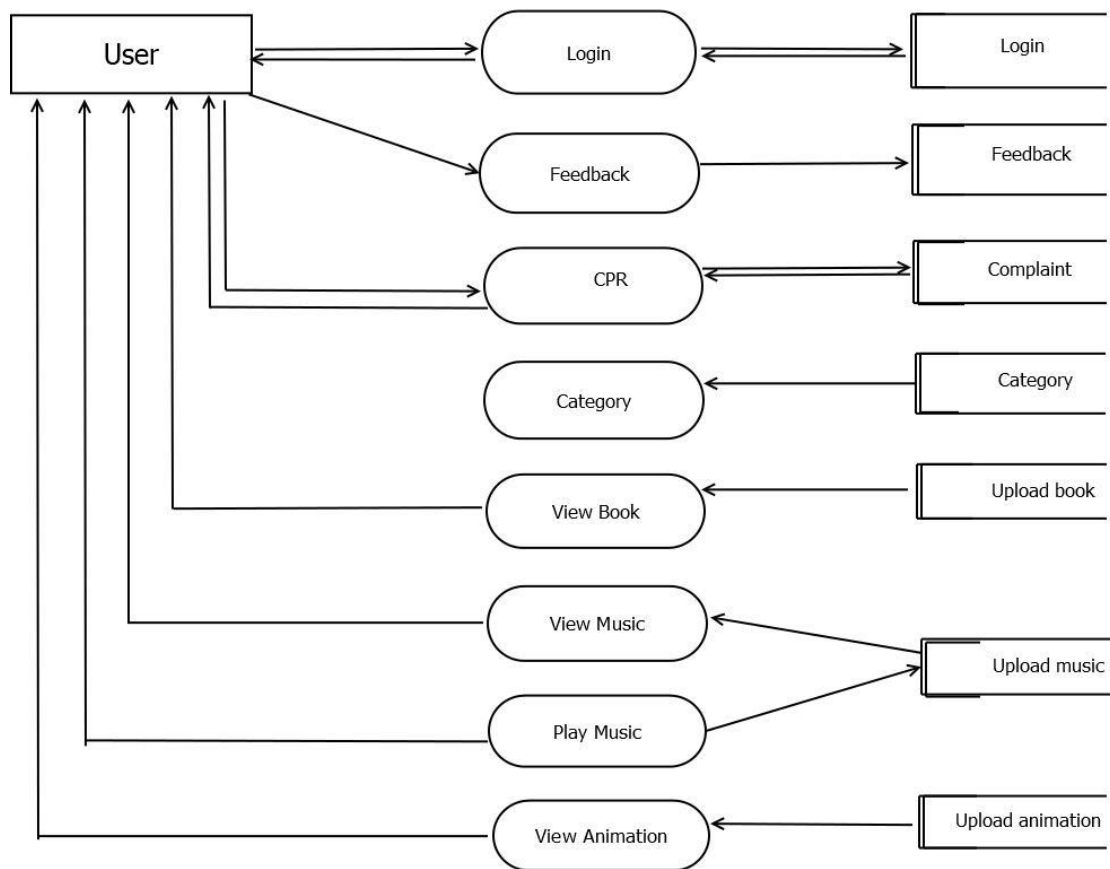 User
Login
Login
Feedback
Feedback
CPR
Complaint
Category
Category
View Book
Upload book
View Music
Upload music
Play Music
View Animation
Upload animation